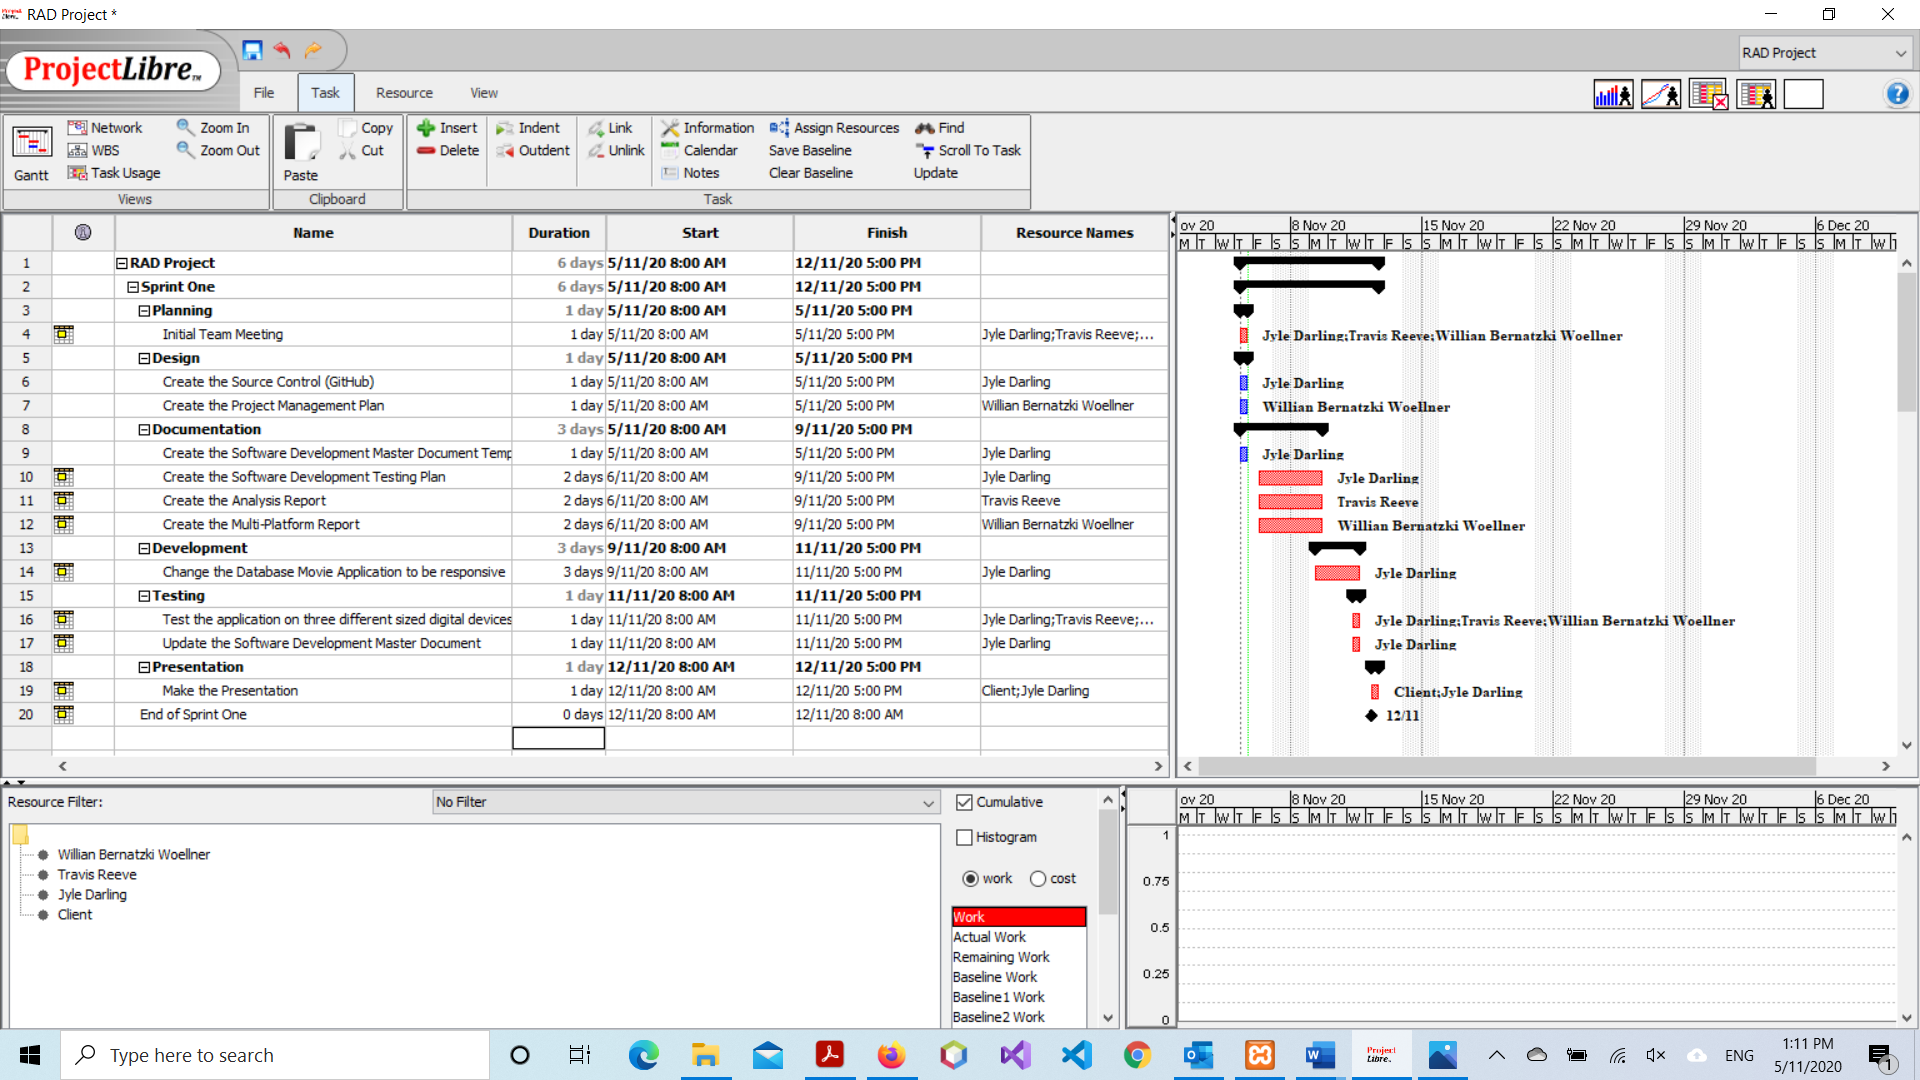 RAD Project *
ProjectLibre
RAD Project
File Task Resource View
Gantt
Network
WBS
Task Usage
Zoom In
Zoom Out
Views
Paste
Copy
Cut
Clipboard
Insert
Delete
Indent
Outdent
Link
Unlink
Information
Calendar
Notes
Assign Resources
Save Baseline
Clear Baseline
Find
Scroll To Task
Update
Task
Name Duration Start Finish Resource Names
1 RAD Project 6 days 5/11/20 8:00 AM 12/11/20 5:00 PM
2 Sprint One 6 days 5/11/20 8:00 AM 12/11/20 5:00 PM
3 Planning 1 day 5/11/20 8:00 AM 5/11/20 5:00 PM
4 Initial Team Meeting 1 day 5/11/20 8:00 AM 5/11/20 5:00 PM Jyle Darling;Travis Reeve;...
5 Design 1 day 5/11/20 8:00 AM 5/11/20 5:00 PM
6 Create the Source Control (GitHub) 1 day 5/11/20 8:00 AM 5/11/20 5:00 PM Jyle Darling
7 Create the Project Management Plan 1 day 5/11/20 8:00 AM 5/11/20 5:00 PM Willian Bernatzki Woellner
8 Documentation 3 days 5/11/20 8:00 AM 9/11/20 5:00 PM
9 Create the Software Development Master Document Temp 1 day 5/11/20 8:00 AM 5/11/20 5:00 PM Jyle Darling
10 Create the Software Development Testing Plan 2 days 6/11/20 8:00 AM 9/11/20 5:00 PM Jyle Darling
11 Create the Analysis Report 2 days 6/11/20 8:00 AM 9/11/20 5:00 PM Travis Reeve
12 Create the Multi-Platform Report 2 days 6/11/20 8:00 AM 9/11/20 5:00 PM Willian Bernatzki Woellner
13 Development 3 days 9/11/20 8:00 AM 11/11/20 5:00 PM
14 Change the Database Movie Application to be responsive 3 days 9/11/20 8:00 AM 11/11/20 5:00 PM Jyle Darling
15 Testing 1 day 11/11/20 8:00 AM 11/11/20 5:00 PM
16 Test the application on three different sized digital devices 1 day 11/11/20 8:00 AM 11/11/20 5:00 PM Jyle Darling;Travis Reeve;...
17 Update the Software Development Master Document 1 day 11/11/20 8:00 AM 11/11/20 5:00 PM Jyle Darling
18 Presentation 1 day 12/11/20 8:00 AM 12/11/20 5:00 PM
19 Make the Presentation 1 day 12/11/20 8:00 AM 12/11/20 5:00 PM Client;Jyle Darling
20 End of Sprint One 0 days 12/11/20 8:00 AM 12/11/20 8:00 AM
ov 20 8 Nov 20 15 Nov 20 22 Nov 20 29 Nov 20 6 Dec 20
M T W T F S S M T W T F S S M T W T F S S M T W T F S S M T W T F S S M T W T
Jyle Darling;Travis Reeve;Willian Bernatzki Woellner
Jyle Darling
Willian Bernatzki Woellner
Jyle Darling
Jyle Darling
Travis Reeve
Willian Bernatzki Woellner
Jyle Darling
Jyle Darling;Travis Reeve;Willian Bernatzki Woellner
Jyle Darling
Client;Jyle Darling
12/11
Resource Filter: No Filter
Willian Bernatzki Woellner
Travis Reeve
Jyle Darling
Client
Cumulative
Histogram
work cost
Work
Actual Work
Remaining Work
Baseline Work
Baseline1 Work
Baseline2 Work
ov 20 8 Nov 20 15 Nov 20 22 Nov 20 29 Nov 20 6 Dec 20
M T W T F S S M T W T F S S M T W T F S S M T W T F S S M T W T F S S M T W T
1
0.75
0.5
0.25
0
Type here to search
Project Libre
ENG
1:11 PM
5/11/2020
1